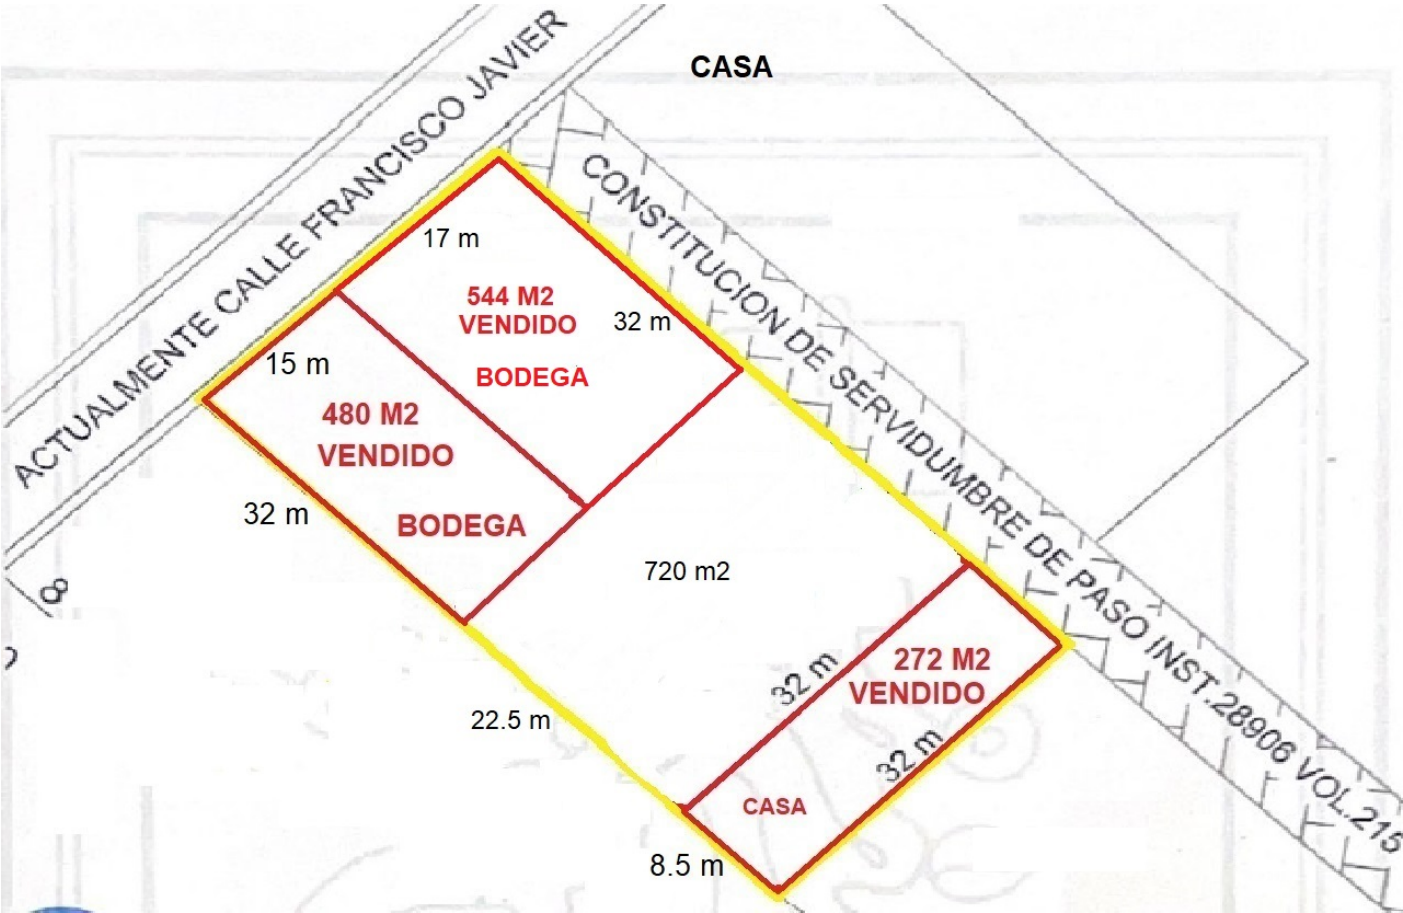 CASA
ACTUALMENTE CALLE FRANCISCO JAVIER
CONSTITUCION DE SERVIDUMBRE DE PASO INST.28906 VOL.215
17 m
544 M2
VENDIDO
32 m
BODEGA
15 m
480 M2
VENDIDO
32 m
BODEGA
720 m2
8
32 m
272 M2
VENDIDO
22.5 m
32 m
CASA
8.5 m